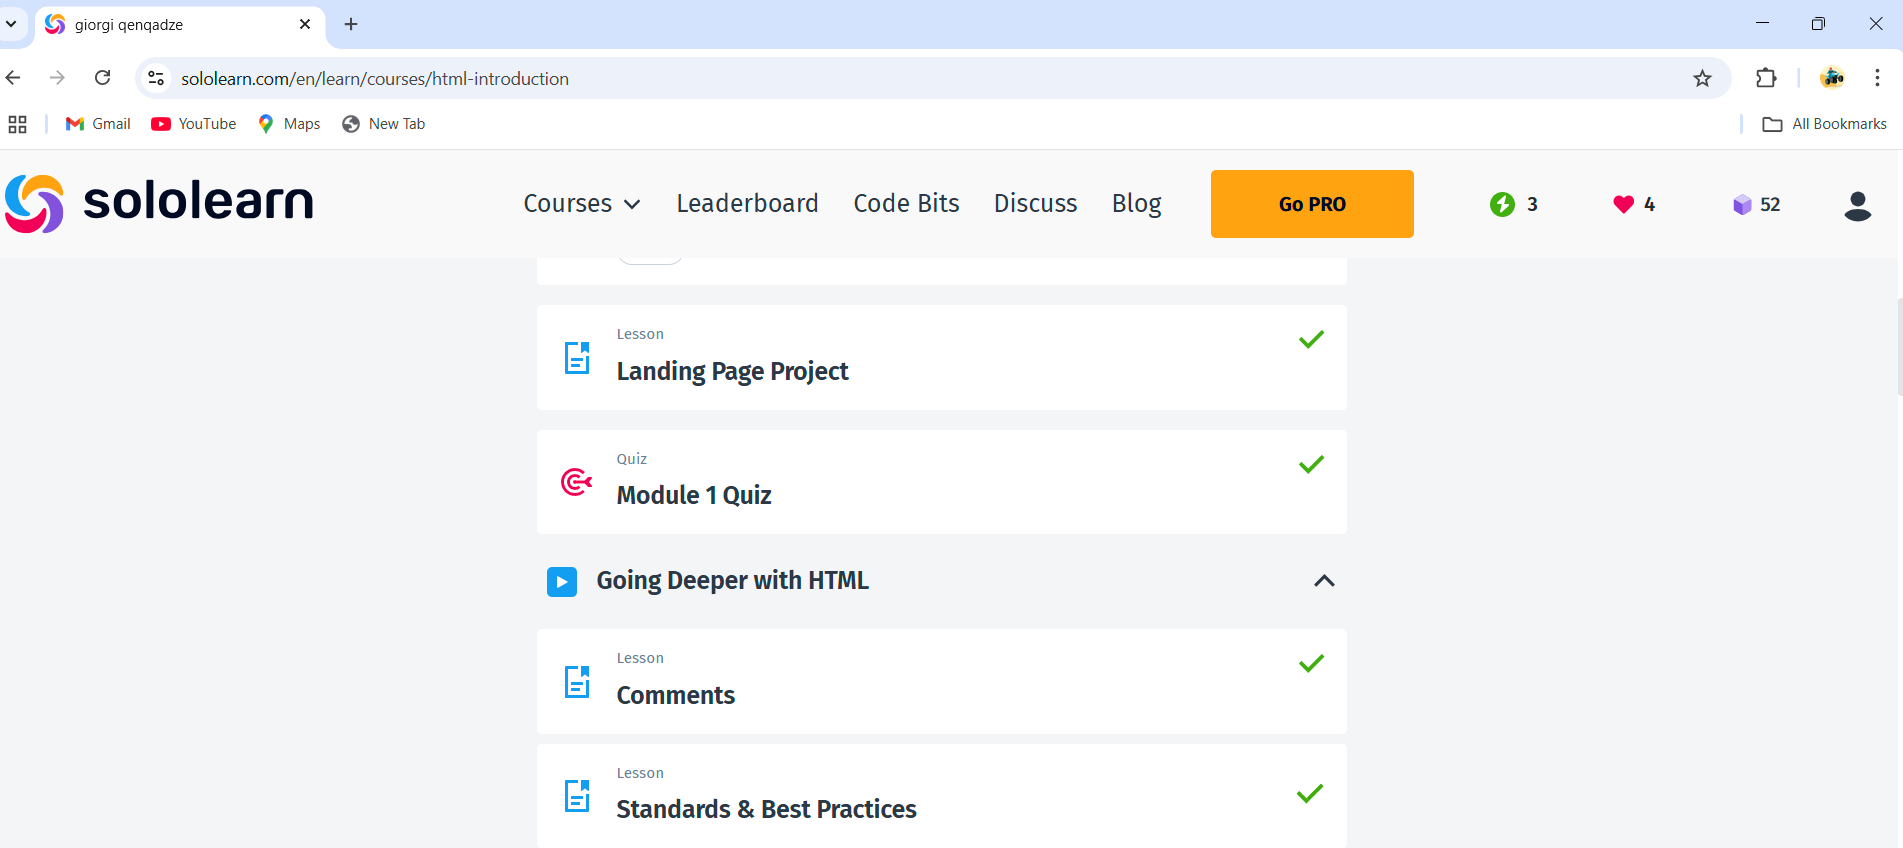 giorgi qenqadze
sololearn.com/en/learn/courses/html-introduction
Gmail YouTube Maps New Tab All Bookmarks
sololearn Courses Leaderboard Code Bits Discuss Blog Go PRO 3 4 52
Lesson
Landing Page Project
Quiz
Module 1 Quiz
Going Deeper with HTML
Lesson
Comments
Lesson
Standards & Best Practices